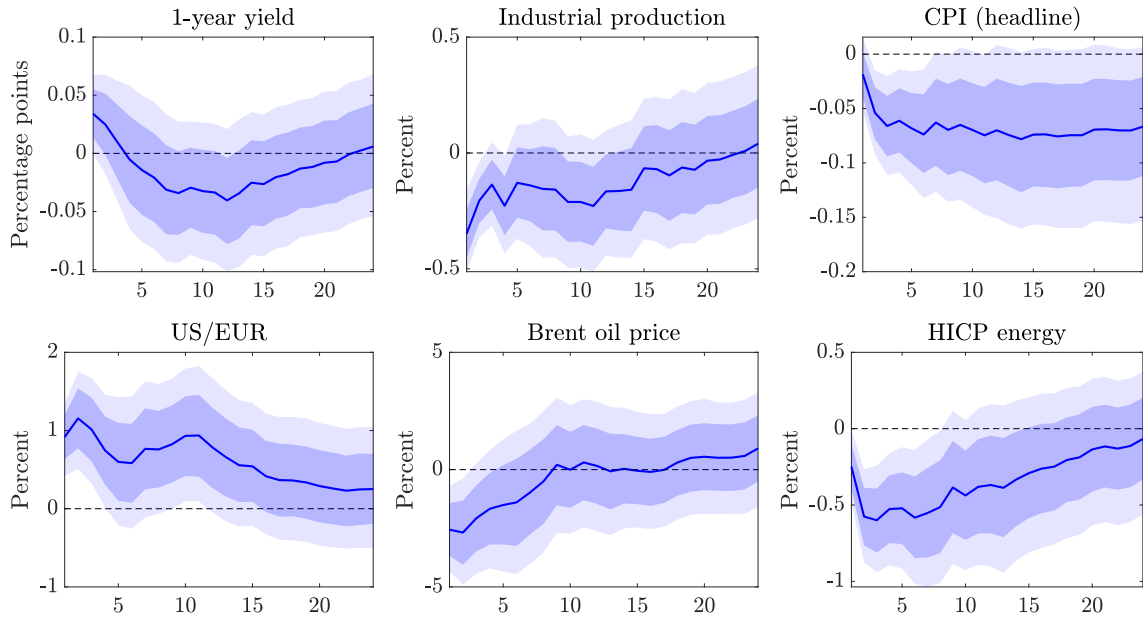 1-year yield
Percentage points
0.1
0.05
0
-0.05
-0.1
5 10 15 20
Industrial production
Percent
0.5
0
-0.5
5 10 15 20
CPI (headline)
Percent
0
-0.05
-0.1
-0.15
-0.2
5 10 15 20
US/EUR
Percent
2
1
0
-1
5 10 15 20
Brent oil price
Percent
5
0
-5
5 10 15 20
HICP energy
Percent
0.5
0
-0.5
-1
5 10 15 20